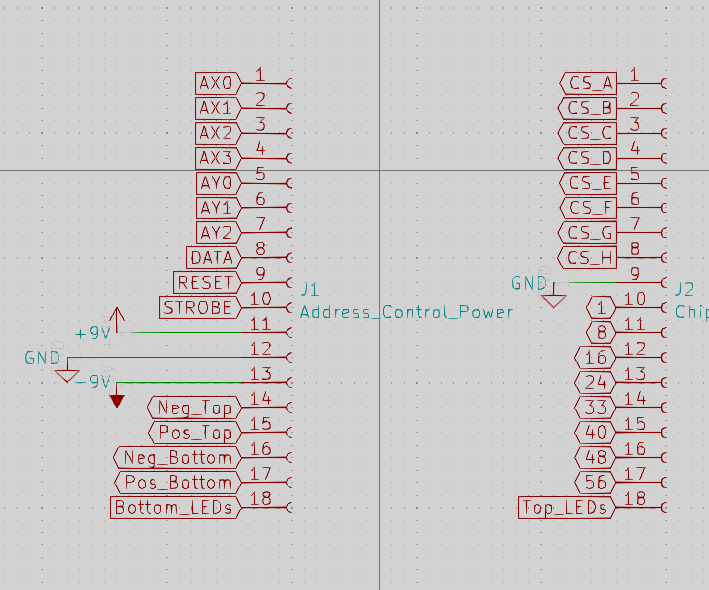 AX0 1
AX1 2
AX2 3
AX3 4
AY0 5
AY1 6
AY2 7
DATA 8
RESET 9
STROBE 10
+9V 11
GND 12
-9V 13
Neg_Top 14
Pos_Top 15
Neg_Bottom 16
Pos_Bottom 17
Bottom_LEDs 18
J1
Address_Control_Power
CS_A 1
CS_B 2
CS_C 3
CS_D 4
CS_E 5
CS_F 6
CS_G 7
CS_H 8
GND 9
1 10
8 11
16 12
24 13
33 14
40 15
48 16
56 17
Top_LEDs 18
J2
Chip